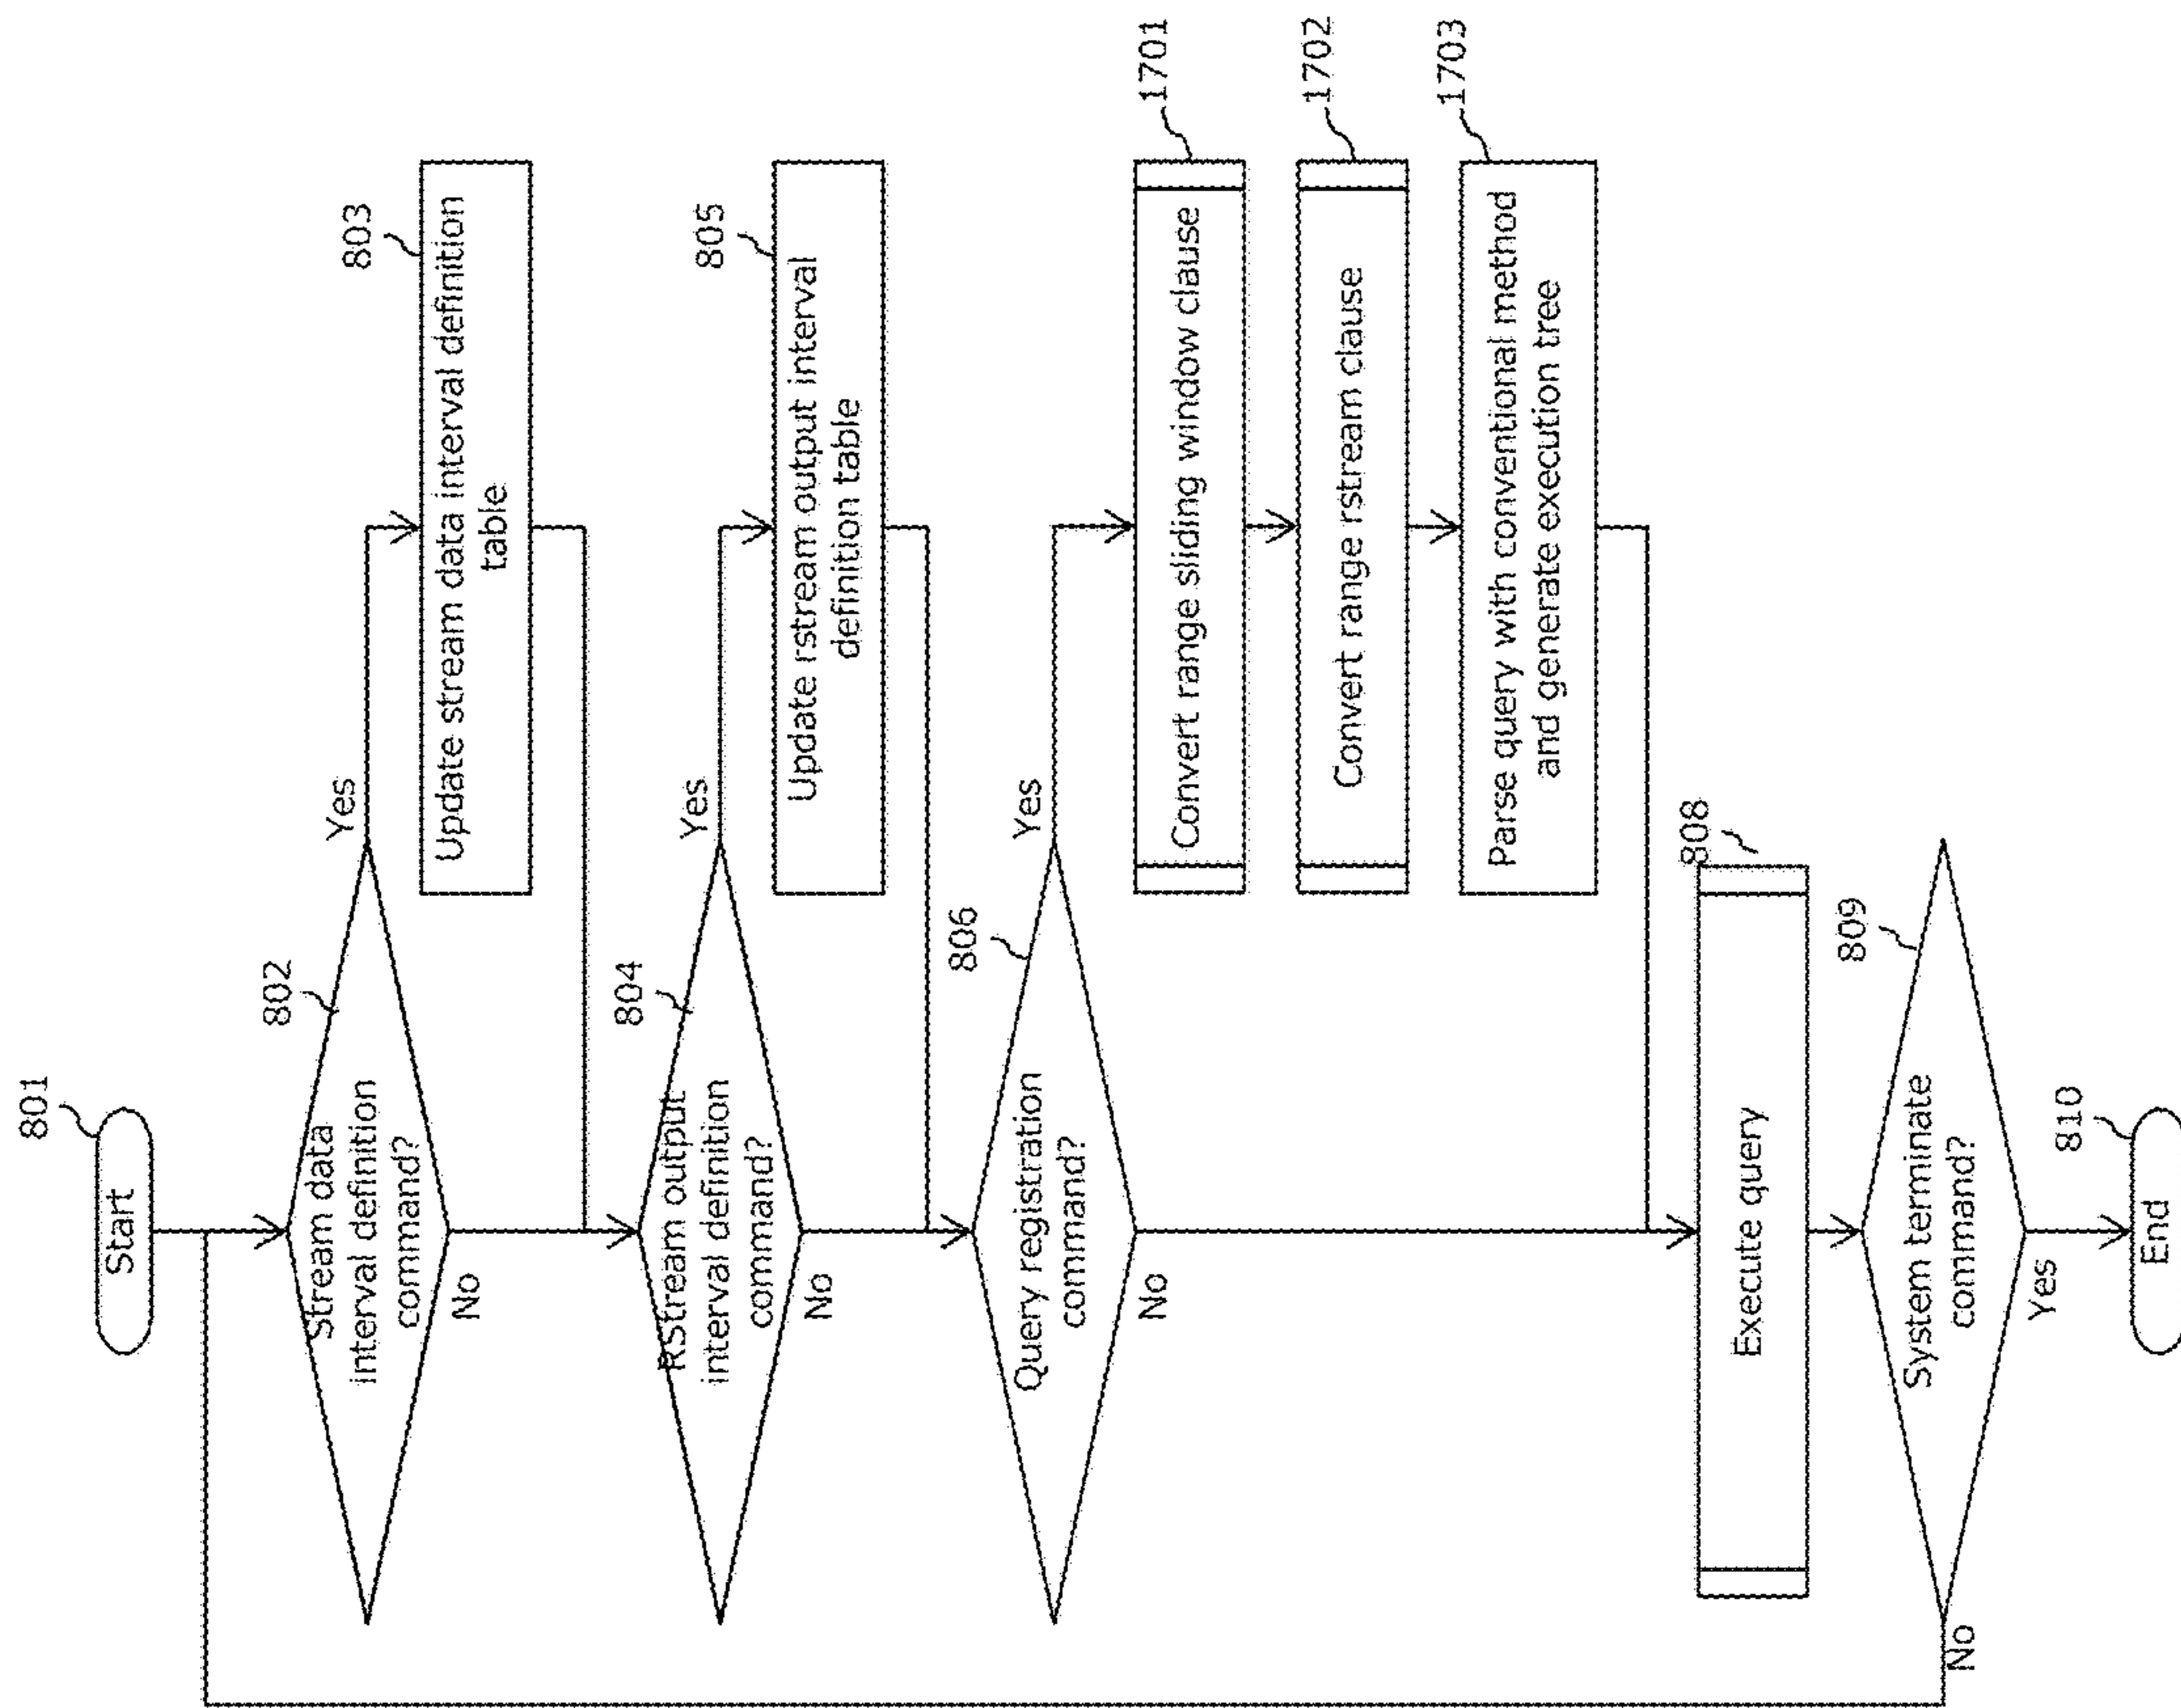 801
Start
802
Stream data
interval definition
command?
Yes
No
803
Update stream data interval definition
table
804
RStream output
interval definition
command?
Yes
No
805
Update rstream output interval
definition table
806
Query registration
command?
Yes
No
1701
Convert range sliding window clause
1702
Convert range rstream clause
1703
Parse query with conventional method
and generate execution tree
808
Execute query
809
System terminate
command?
No
Yes
810
End